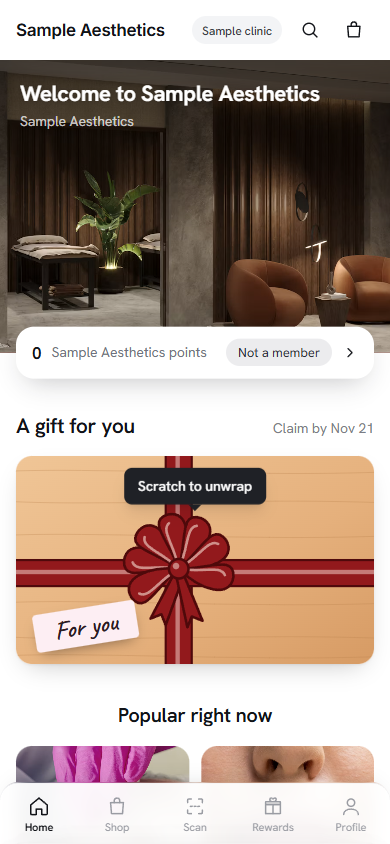 Sample Aesthetics
Sample clinic
Welcome to Sample Aesthetics
Sample Aesthetics
0 Sample Aesthetics points
Not a member
A gift for you
Claim by Nov 21
Scratch to unwrap
For you
Popular right now
Home
Shop
Scan
Rewards
Profile